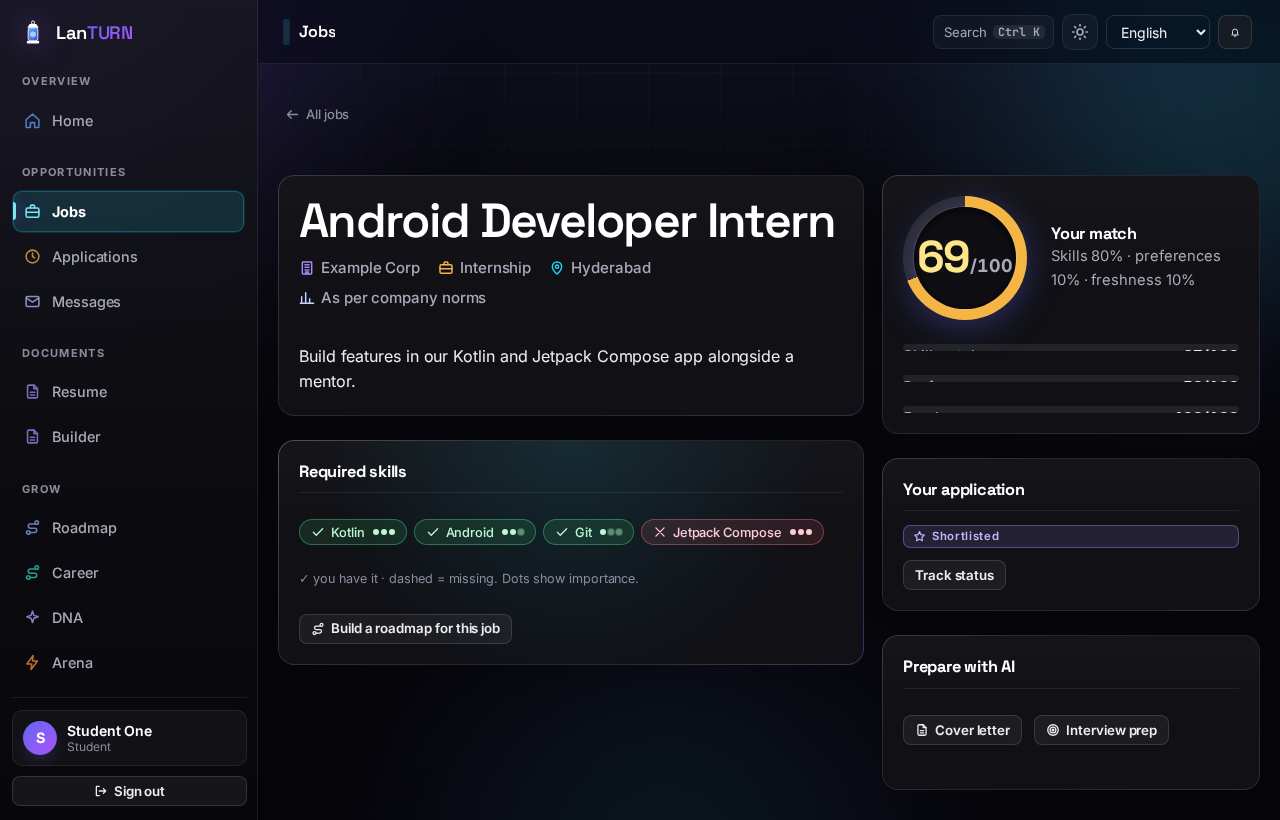 LanTURN
OVERVIEW
Home
OPPORTUNITIES
Jobs
Applications
Messages
DOCUMENTS
Resume
Builder
GROW
Roadmap
Career
DNA
Arena
S
Student One
Student
Sign out
Jobs
Search Ctrl K
English
All jobs
Android Developer Intern
Example Corp Internship Hyderabad
As per company norms
Build features in our Kotlin and Jetpack Compose app alongside a
mentor.
Required skills
Kotlin Android Git Jetpack Compose
✓ you have it · dashed = missing. Dots show importance.
Build a roadmap for this job
69/100
Your match
Skills 80% · preferences
10% · freshness 10%
Your application
Shortlisted
Track status
Prepare with AI
Cover letter Interview prep